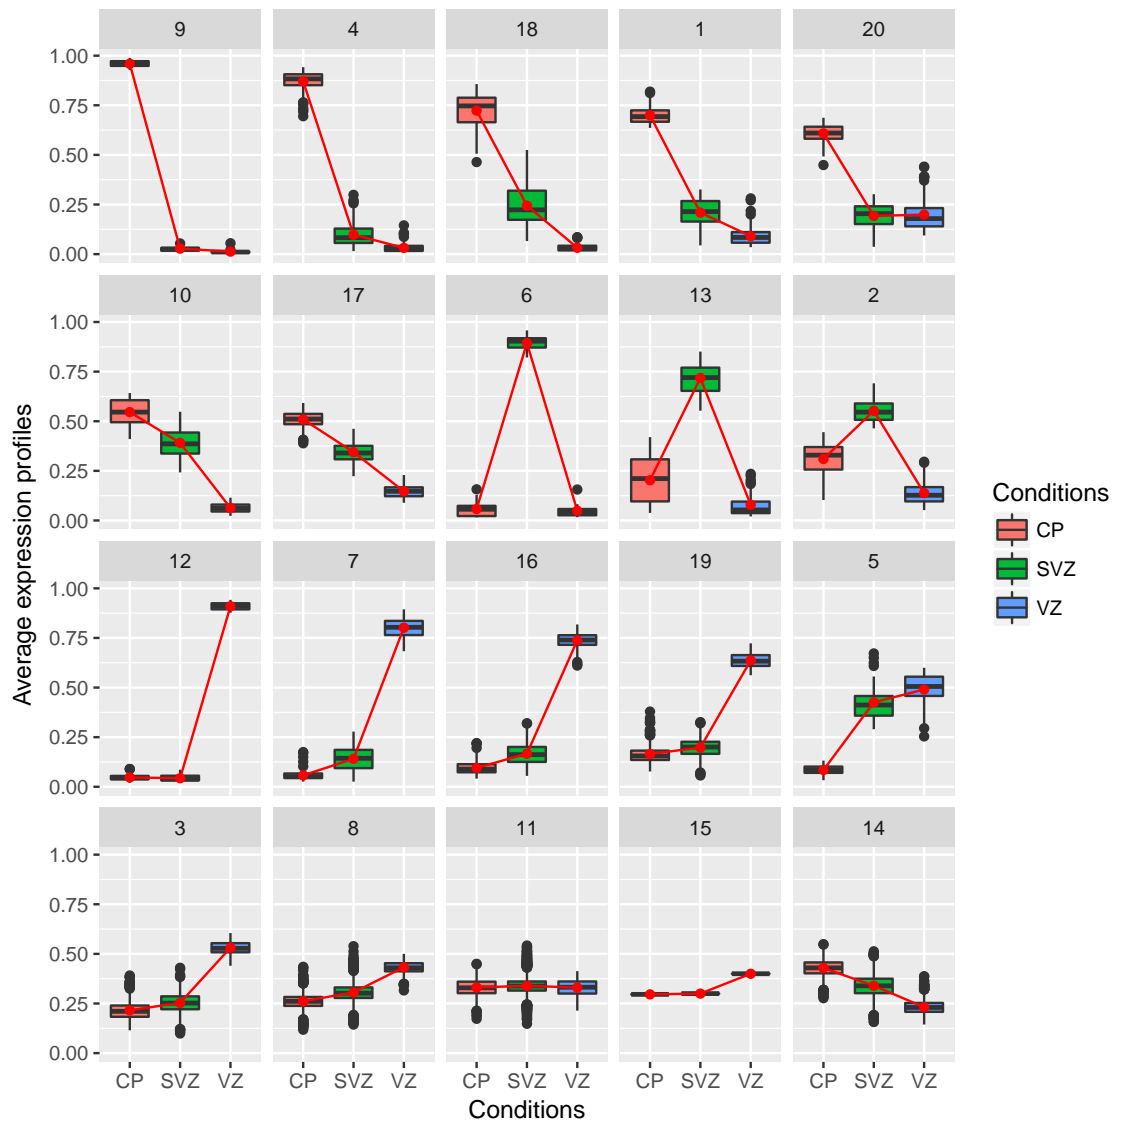 9 4 18 1 20
1.00
0.75
0.50
0.25
0.00
10 17 6 13 2
1.00
0.75
0.50
0.25
0.00
12 7 16 19 5
1.00
0.75
0.50
0.25
0.00
3 8 11 15 14
1.00
0.75
0.50
0.25
0.00
CP SVZ VZ CP SVZ VZ CP SVZ VZ CP SVZ VZ CP SVZ VZ
Conditions
Average expression profiles
Conditions
CP
SVZ
VZ